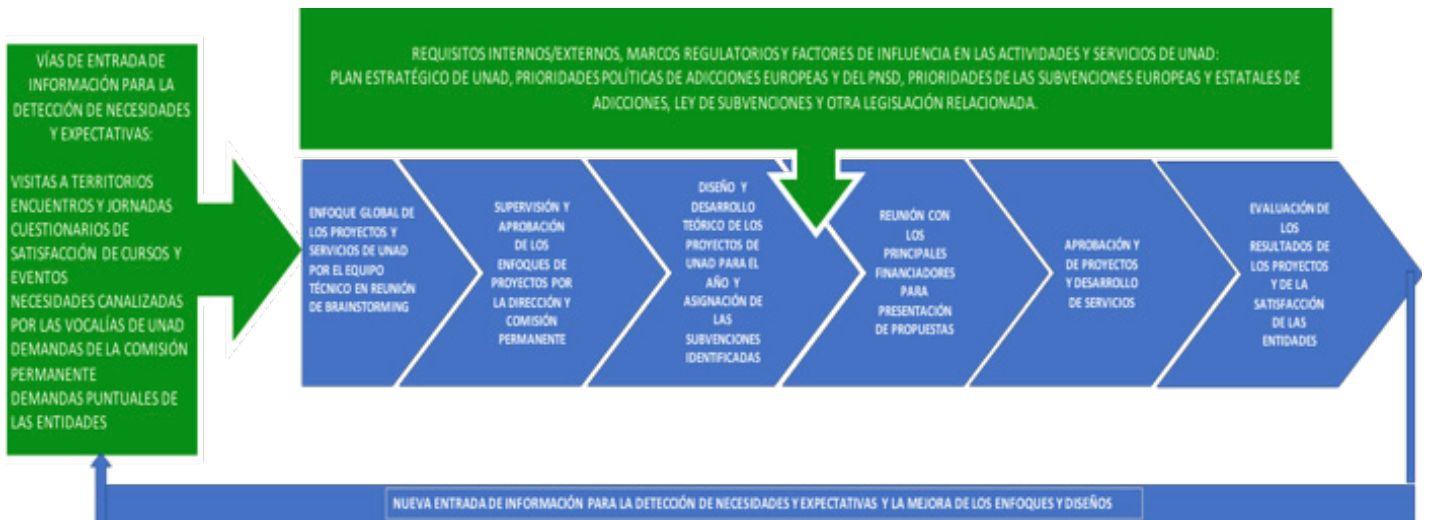 VÍAS DE ENTRADA DE
INFORMACIÓN PARA LA
DETECCIÓN DE NECESIDADES
Y EXPECTATIVAS:
VISITAS A TERRITORIOS
ENCUENTROS Y JORNADAS
CUESTIONARIOS DE
SATISFACCIÓN DE CURSOS Y
EVENTOS
NECESIDADES CANALIZADAS
POR LAS VOCALÍAS DE UNAD
DEMANDAS DE LA COMISIÓN
PERMANENTE
DEMANDAS PUNTUALES DE
LAS ENTIDADES
REQUISITOS INTERNOS/EXTERNOS, MARCOS REGULATORIOS Y FACTORES DE INFLUENCIA EN LAS ACTIVIDADES Y SERVICIOS DE UNAD:
PLAN ESTRATÉGICO DE UNAD, PRIORIDADES POLÍTICAS DE ADICCIONES EUROPEAS Y DEL PNSD, PRIORIDADES DE LAS SUBVENCIONES EUROPEAS Y ESTATALES DE
ADICCIONES, LEY DE SUBVENCIONES Y OTRA LEGISLACIÓN RELACIONADA.
ENFOQUE GLOBAL DE
LOS PROYECTOS Y
SERVICIOS DE UNAD
POR EL EQUIPO
TÉCNICO EN REUNIÓN
DE BRAINSTORMING
SUPERVISIÓN Y
APROBACIÓN
DE LOS
ENFOQUES DE
PROYECTOS POR
LA DIRECCIÓN Y
COMISIÓN
PERMANENTE
DISEÑO Y
DESARROLLO
TEÓRICO DE LOS
PROYECTOS DE
UNAD PARA EL
AÑO Y
ASIGNACIÓN DE
LAS
SUBVENCIONES
IDENTIFICADAS
REUNIÓN CON
LOS
PRINCIPALES
FINANCIADORES
PARA
PRESENTACIÓN
DE PROPUESTAS
APROBACIÓN Y
DE PROYECTOS
Y DESARROLLO
DE SERVICIOS
EVALUACIÓN DE
LOS
RESULTADOS DE
LOS PROYECTOS
Y DE LA
SATISFACCIÓN
DE LAS
ENTIDADES
NUEVA ENTRADA DE INFORMACIÓN PARA LA DETECCIÓN DE NECESIDADES Y EXPECTATIVAS Y LA MEJORA DE LOS ENFOQUES Y DISEÑOS